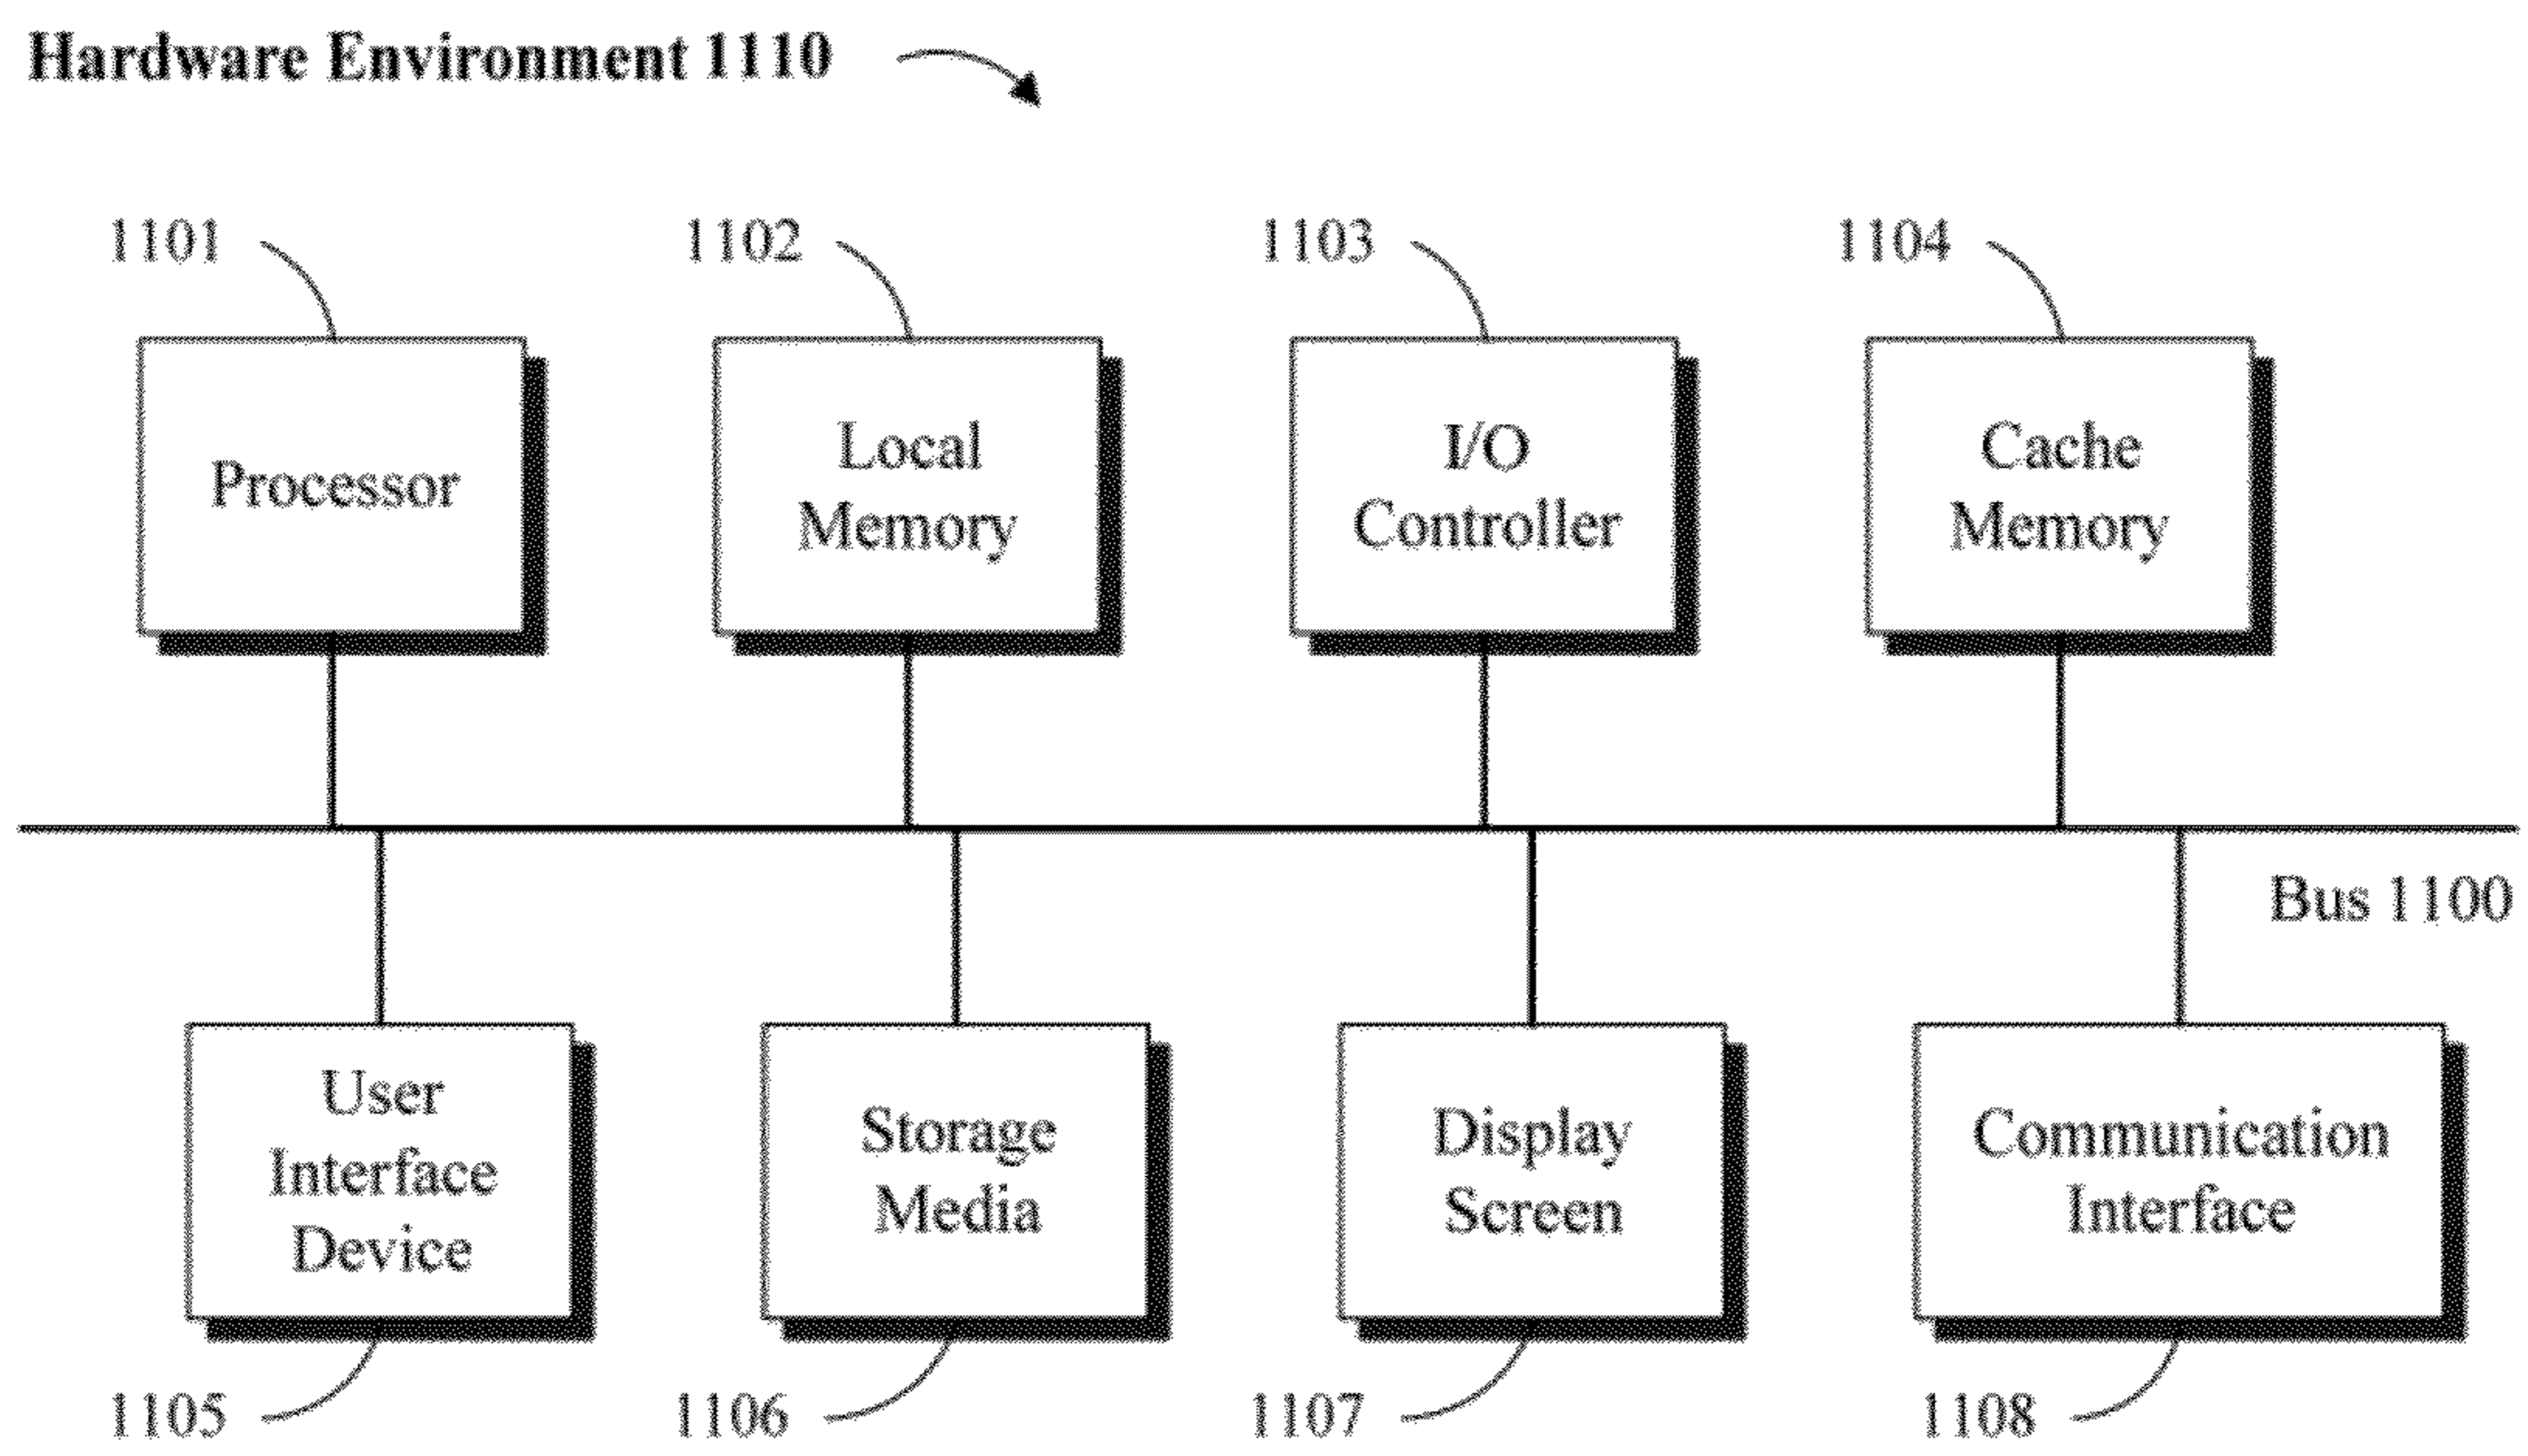 Hardware Environment 1110
1101
1102
1103
1104
Processor
Local
Memory
I/O
Controller
Cache
Memory
Bus 1100
User
Interface
Device
Storage
Media
Display
Screen
Communication
Interface
1105
1106
1107
1108